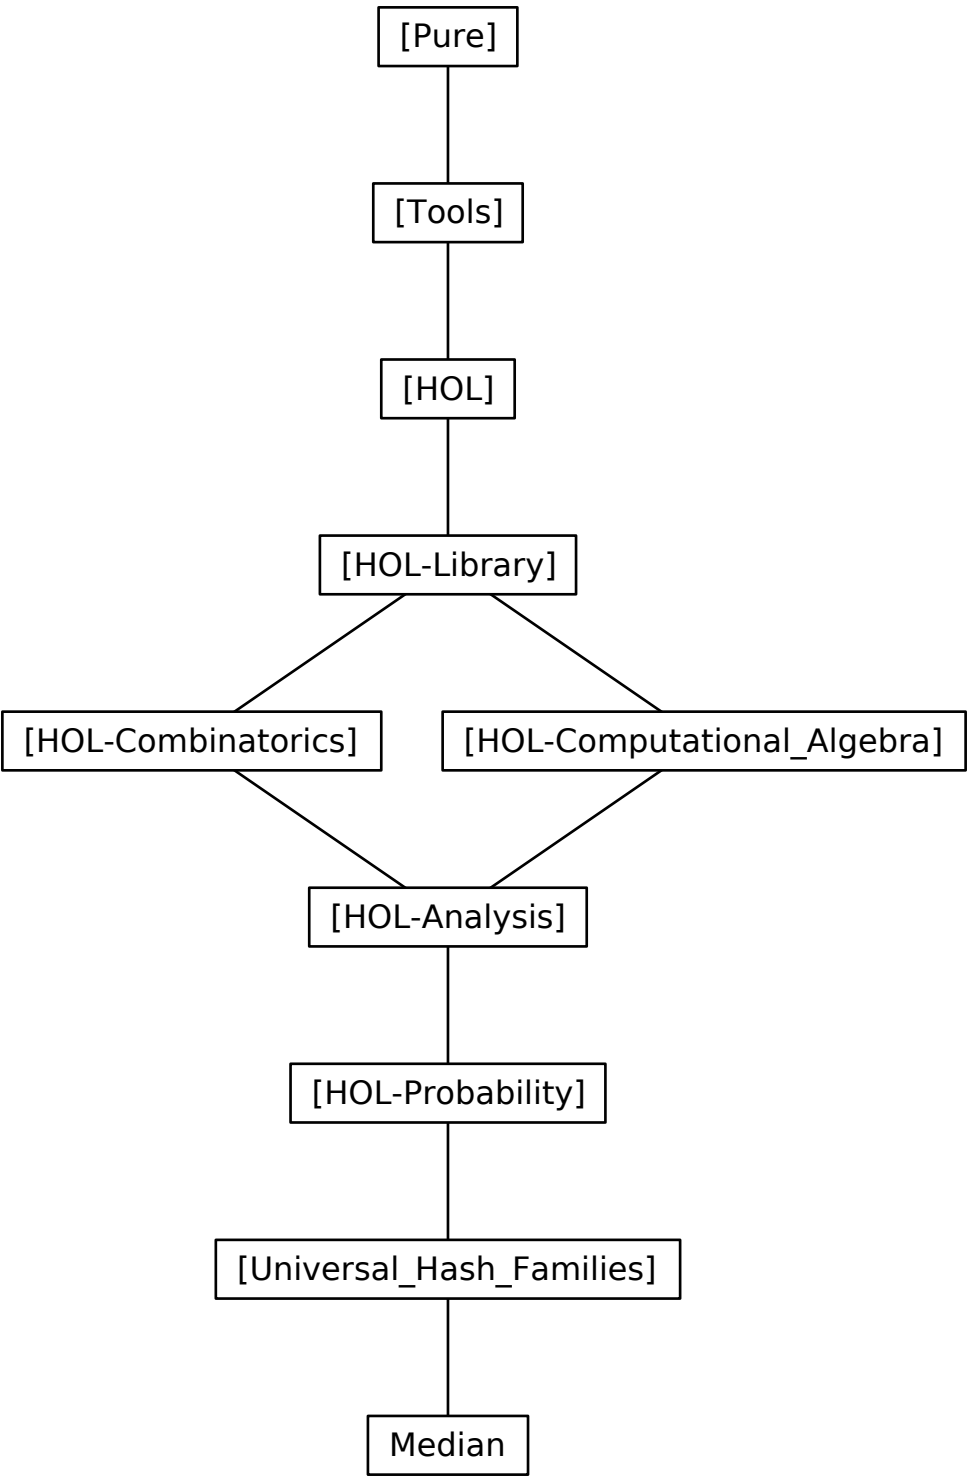 [Pure]
[Tools]
[HOL]
[HOL-Library]
[HOL-Combinatorics]
[HOL-Computational_Algebra]
[HOL-Analysis]
[HOL-Probability]
[Universal_Hash_Families]
Median